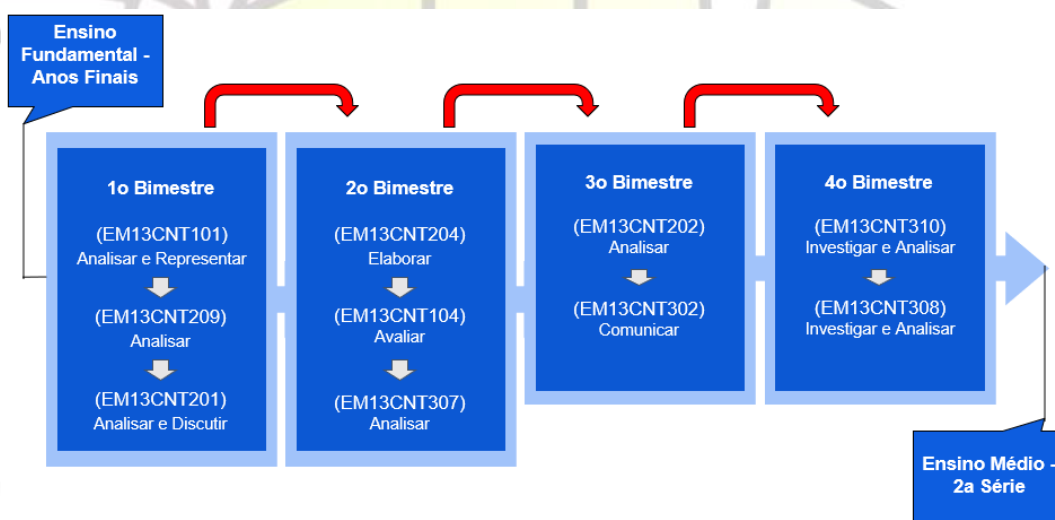 Ensino
Fundamental -
Anos Finais
1o Bimestre
(EM13CNT101)
Analisar e Representar
(EM13CNT209)
Analisar
(EM13CNT201)
Analisar e Discutir
2o Bimestre
(EM13CNT204)
Elaborar
(EM13CNT104)
Avaliar
(EM13CNT307)
Analisar
3o Bimestre
(EM13CNT202)
Analisar
(EM13CNT302)
Comunicar
4o Bimestre
(EM13CNT310)
Investigar e Analisar
(EM13CNT308)
Investigar e Analisar
Ensino Médio -
2a Série